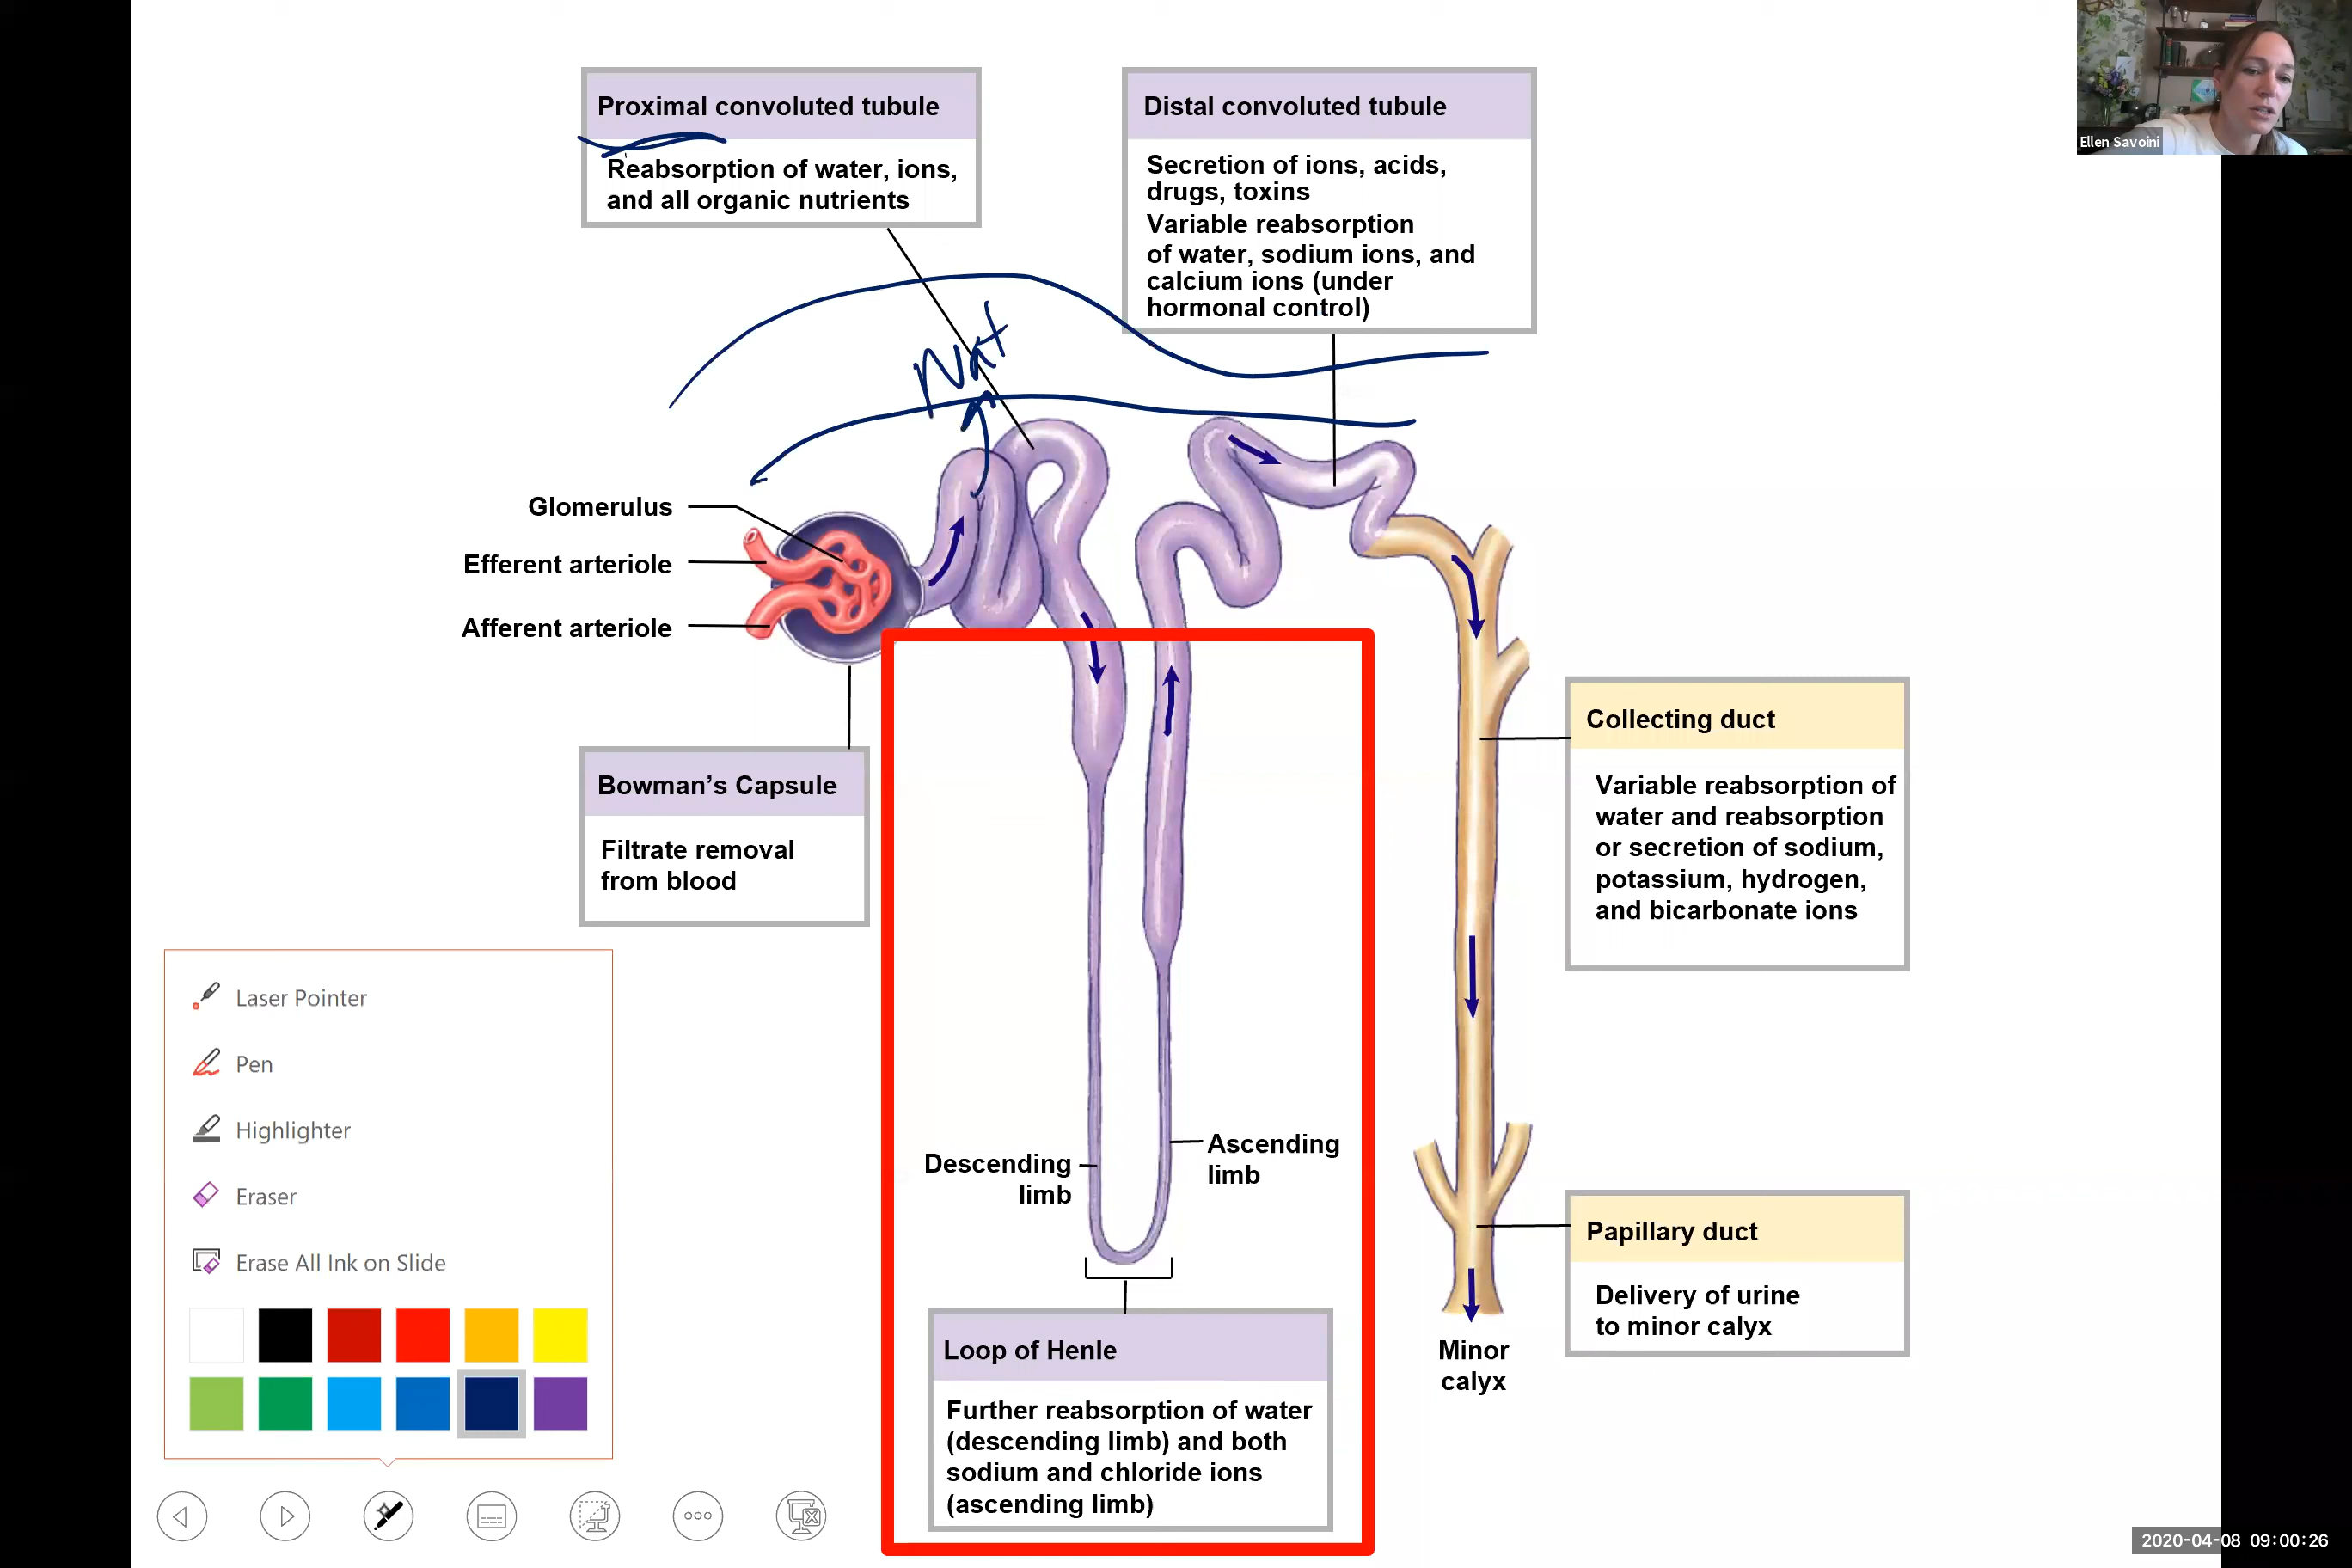 Ellen Savoini
Proximal convoluted tubule
Reabsorption of water, ions,
and all organic nutrients
Distal convoluted tubule
Secretion of ions, acids,
drugs, toxins
Variable reabsorption
of water, sodium ions, and
calcium ions (under
hormonal control)
Na+
Glomerulus
Efferent arteriole
Afferent arteriole
Bowman’s Capsule
Filtrate removal
from blood
Collecting duct
Variable reabsorption of
water and reabsorption
or secretion of sodium,
potassium, hydrogen,
and bicarbonate ions
Descending
limb
Ascending
limb
Papillary duct
Delivery of urine
to minor calyx
Minor
calyx
Loop of Henle
Further reabsorption of water
(descending limb) and both
sodium and chloride ions
(ascending limb)
Laser Pointer
Pen
Highlighter
Eraser
Erase All Ink on Slide
2020-04-08 09:00:26